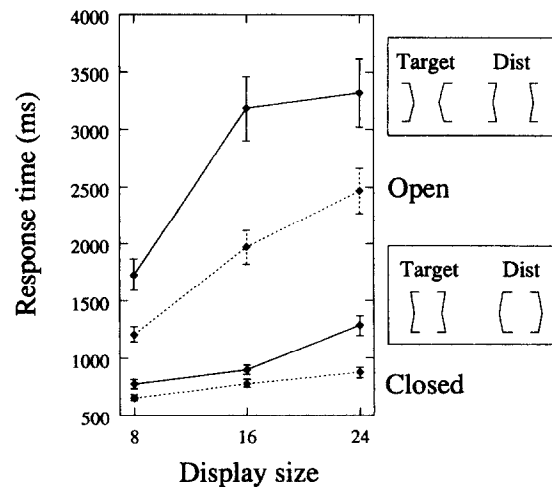 Response time (ms)
4000
3500
3000
2500
2000
1500
1000
500
8
16
24
Display size
Target Dist
Open
Target Dist
Closed